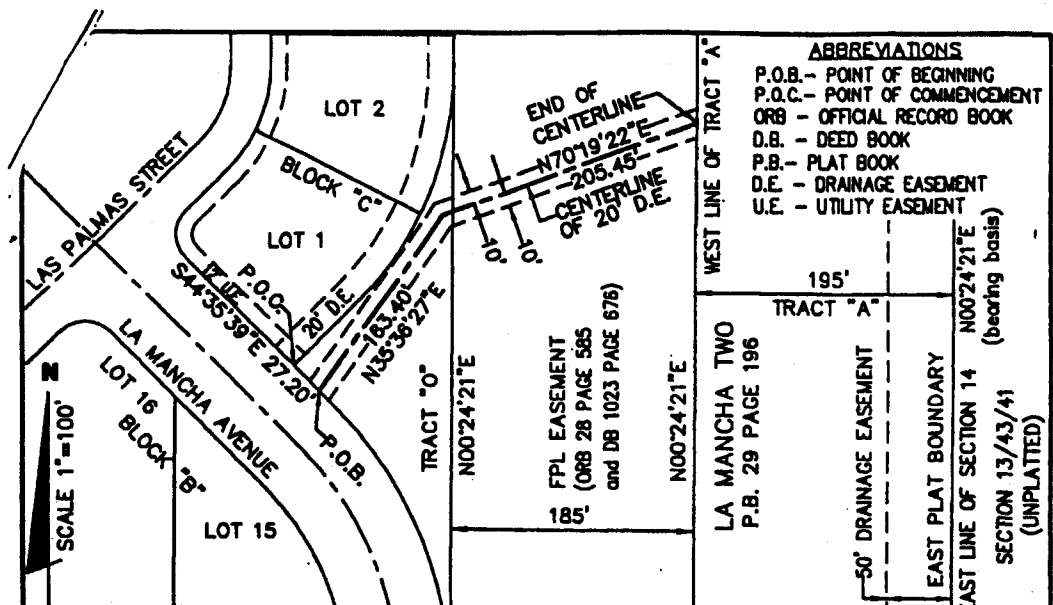 ABBREVIATIONS
P.O.B.- POINT OF BEGINNING
P.O.C.- POINT OF COMMENCEMENT
ORB - OFFICIAL RECORD BOOK
D.B. - DEED BOOK
P.B.- PLAT BOOK
D.E. - DRAINAGE EASEMENT
U.E. - UTILITY EASEMENT
LOT 2
BLOCK "C"
LOT 1
LAS PALMAS STREET
12' U.E.
P.O.C.
S44°35'39"E 27.20'
20' D.E.
183.40'
N35°36'27"E
END OF
CENTERLINE
N70°19'22"E
205.45'
CENTERLINE
OF 20' D.E.
10'
10'
LA MANCHA AVENUE
P.O.B.
N
SCALE 1"=100'
LOT 16
BLOCK "B"
LOT 15
TRACT "O"
N00°24'21"E
FPL EASEMENT
(ORB 28 PAGE 585
and DB 1023 PAGE 676)
185'
N00°24'21"E
WEST LINE OF TRACT "A"
195'
TRACT "A"
LA MANCHA TWO
P.B. 29 PAGE 196
50' DRAINAGE EASEMENT
EAST PLAT BOUNDARY
N00°24'21"E
(bearing basis)
EAST LINE OF SECTION 14
SECTION 13/43/41
(UNPLATTED)